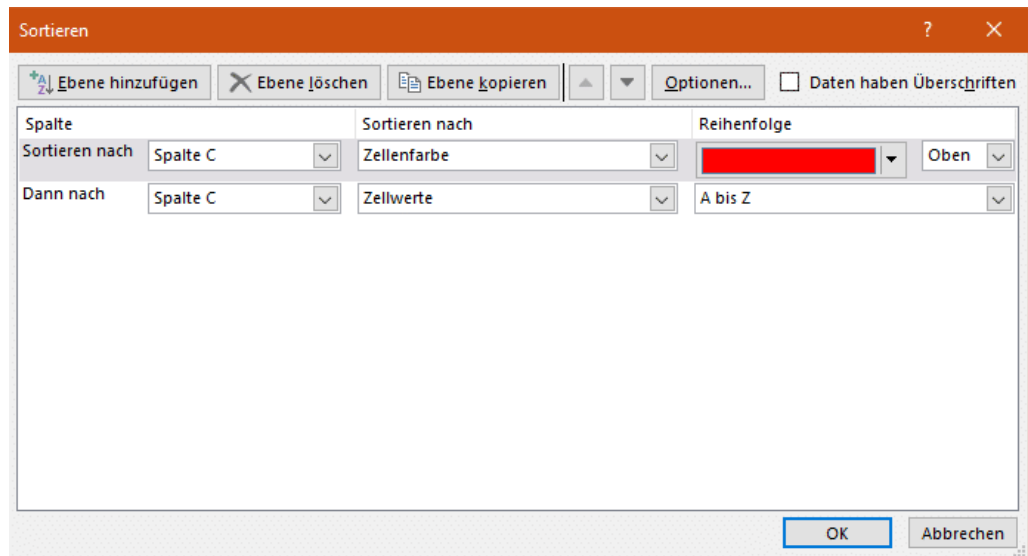 Sortieren
Ebene hinzufügen Ebene löschen Ebene kopieren Optionen... Daten haben Überschriften
Spalte Sortieren nach Reihenfolge
Sortieren nach Spalte C Zellenfarbe Oben
Dann nach Spalte C Zellwerte A bis Z
OK Abbrechen